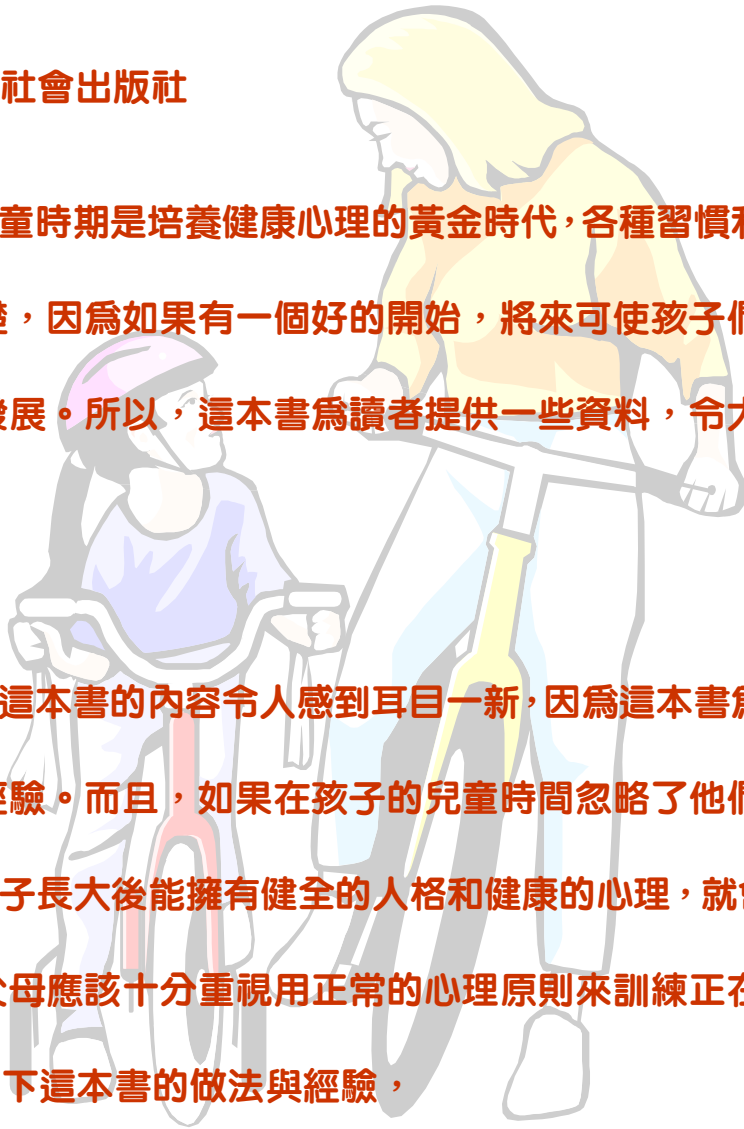 社會出版社
童時期是培養健康心理的黃金時代，各種習慣和
，因為如果有一個好的開始，將來可使孩子們
發展。所以，這本書為讀者提供一些資料，令大
這本書的內容令人感到耳目一新，因為這本書為
經驗。而且，如果在孩子的兒童時間忽略了他們
子長大後能擁有健全的人格和健康的心理，就會
父母應該十分重視用正常的心理原則來訓練正在
下這本書的做法與經驗，